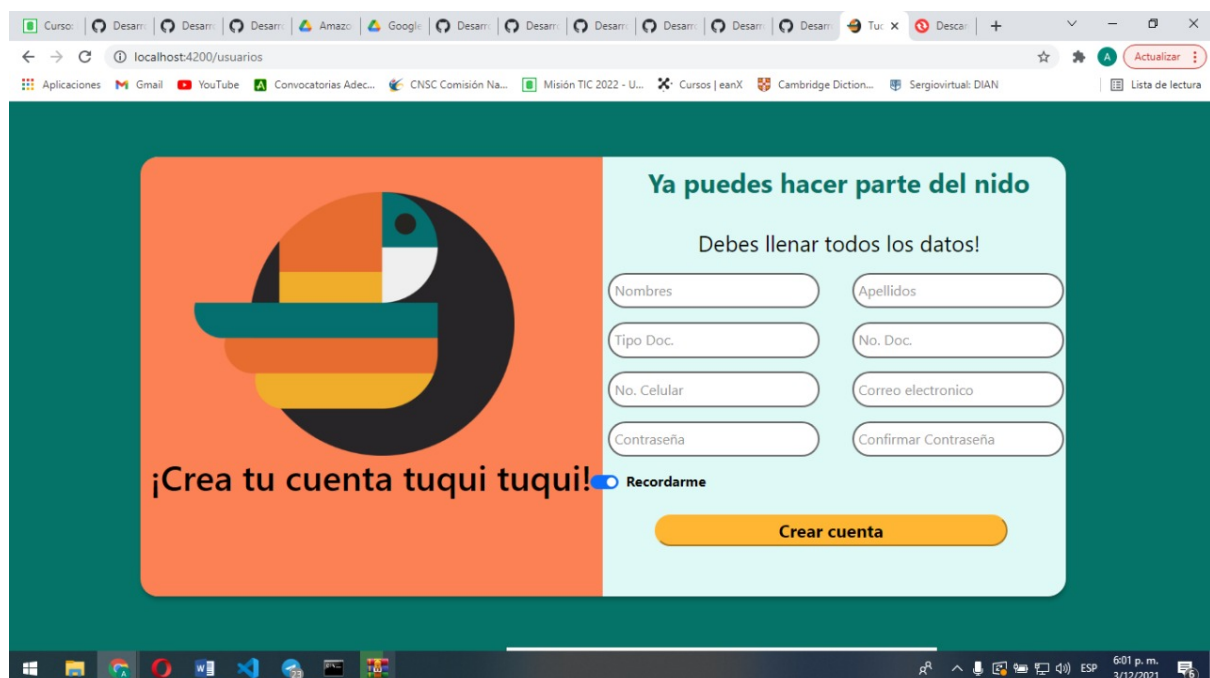 Curso: Desarr Desarr Desarr Amazo Google Desarr Desarr Desarr Desarr Desarr Desarr Tuc Descar
localhost:4200/usuarios A Actualizar
Aplicaciones Gmail YouTube Convocatorias Adec... CNSC Comisión Na... Misión TIC 2022 - U... Cursos | eanX Cambridge Diction... Sergiovirtual: DIAN Lista de lectura
Ya puedes hacer parte del nido
Debes llenar todos los datos!
Nombres Apellidos
Tipo Doc. No. Doc.
No. Celular Correo electronico
Contraseña Confirmar Contraseña
¡Crea tu cuenta tuqui tuqui! Recordarme
Crear cuenta
ESP 6:01 p. m.
3/12/2021